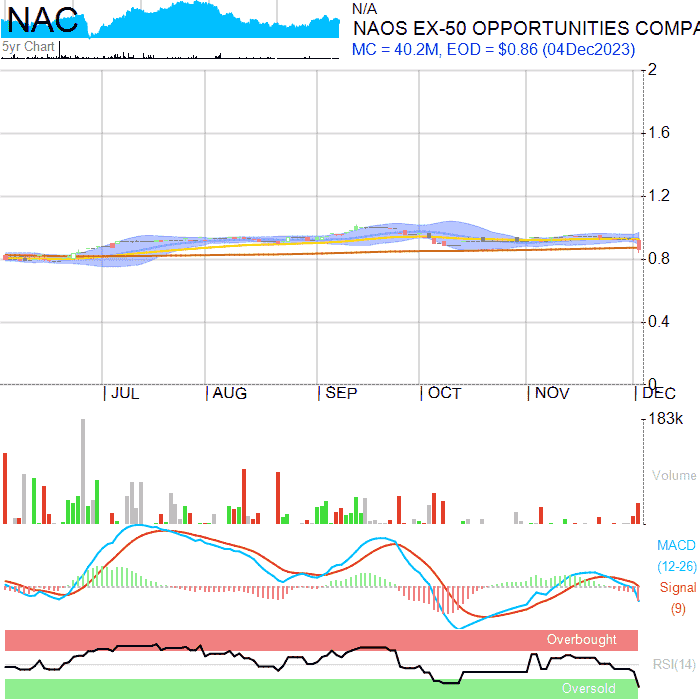 NAC
5yr Chart
N/A
NAOS EX-50 OPPORTUNITIES COMPA
MC = 40.2M, EOD = $0.86 (04Dec2023)
2
1.6
1.2
0.8
0.4
0
JUL AUG SEP OCT NOV DEC
183k
Volume
MACD
(12-26)
Signal
(9)
Overbought
RSI(14)
Oversold